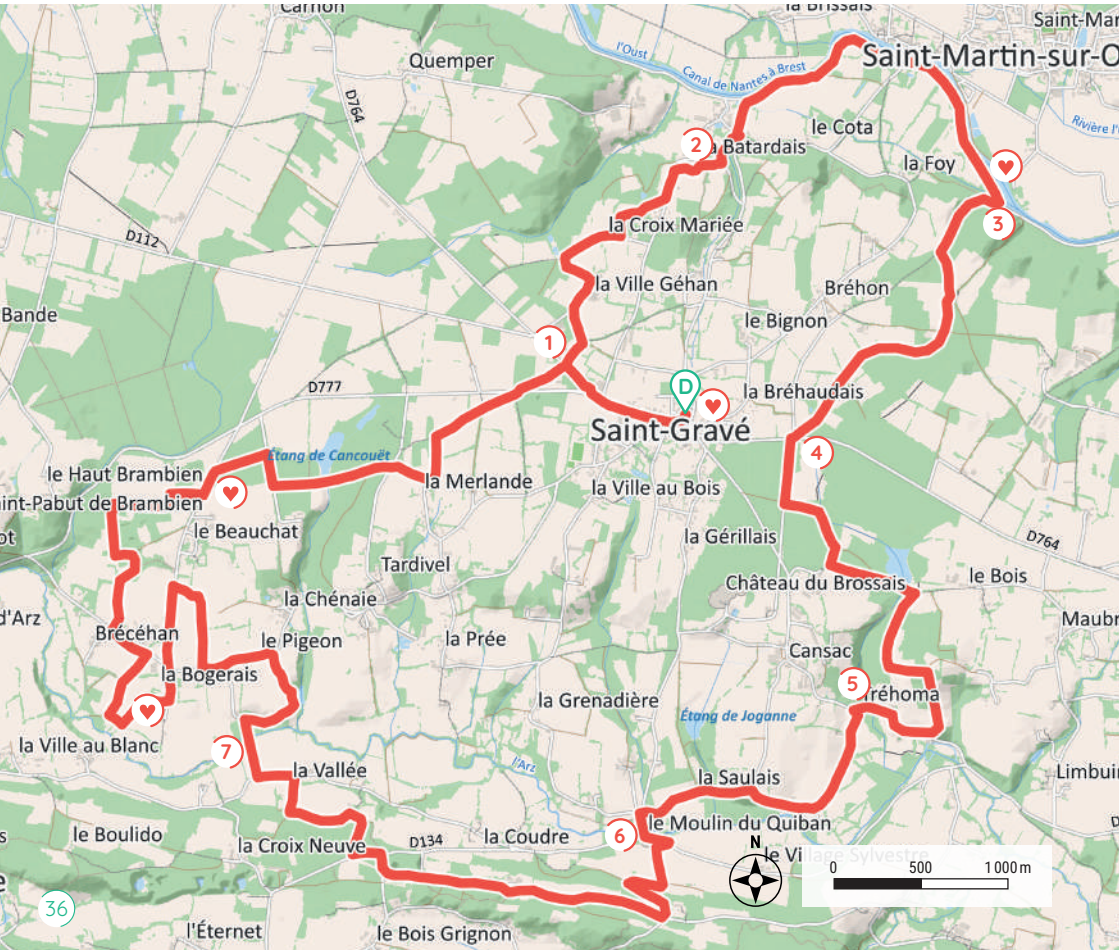 Carnon
la Brissais
Saint-Mar
Quemper
l'Oust
Canal de Nantes à Brest
Saint-Martin-sur-O
D764
Rivière l'
le Cota
2
a Batardais
la Foy
3
la Croix Mariée
D112
la Ville Géhan
Bréhon
Bande
le Bignon
1
D777
D
la Bréhaudais
Saint-Gravé
4
Étang de Cancouët
le Haut Brambien
la Merlande
la Ville au Bois
int-Pabut de Brambien
le Beauchat
ot
la Gérillais
D764
Tardivel
le Bois
Château du Brossais
la Chénaie
d'Arz
Maubr
Brécéhan
le Pigeon
la Prée
Cansac
la Bogerais
5
Tréhoma
la Grenadière
Étang de Joganne
la Ville au Blanc
7
l'Arz
la Vallée
la Saulais
Limbuir
le Moulin du Quiban
6
s
le Boulido
la Croix Neuve
D134
la Coudre
D
N
le Village Sylvestre
0 500 1 000 m
e
36
l'Éternet
le Bois Grignon